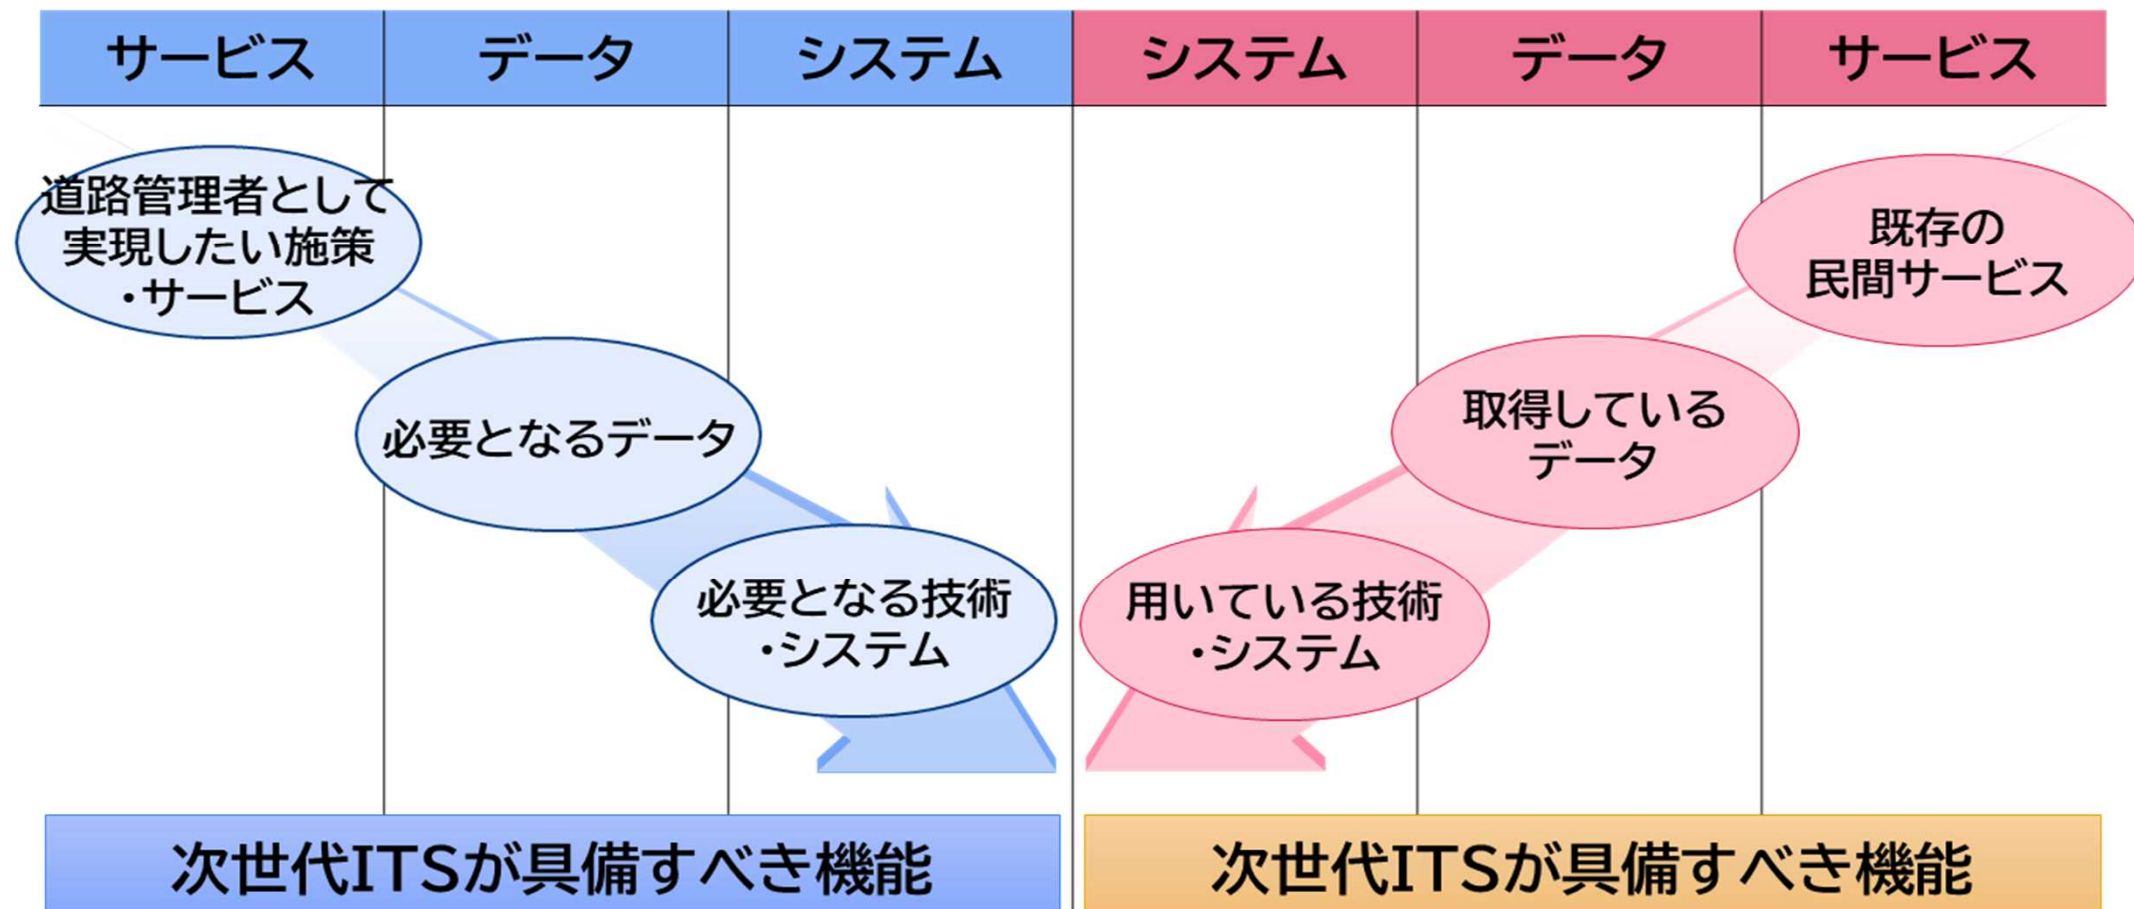 サービス
データ
システム
システム
データ
サービス
道路管理者として
実現したい施策
・サービス
必要となるデータ
必要となる技術
・システム
既存の
民間サービス
取得している
データ
用いている技術
・システム
次世代ITSが具備すべき機能
次世代ITSが具備すべき機能